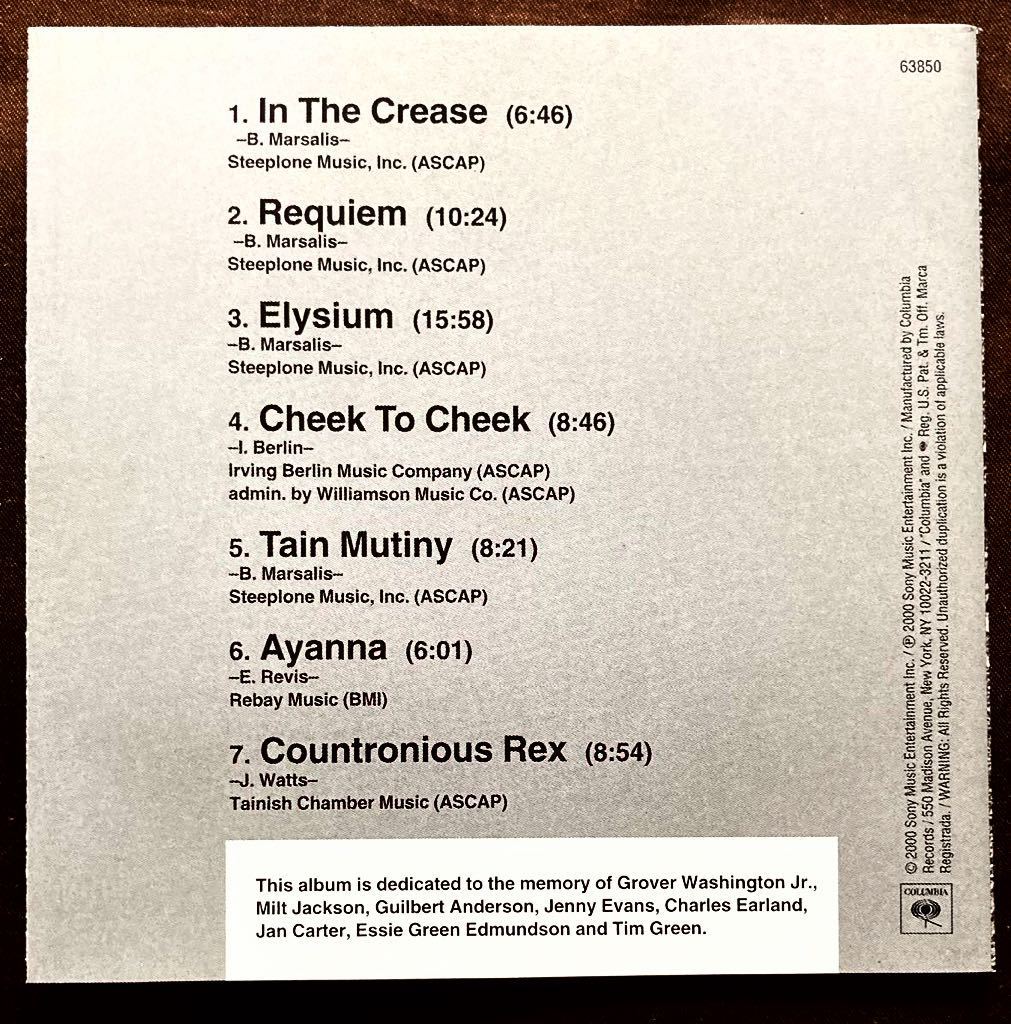 63850
1. In The Crease (6:46)
–B. Marsalis–
Steeplone Music, Inc. (ASCAP)
2. Requiem (10:24)
–B. Marsalis–
Steeplone Music, Inc. (ASCAP)
3. Elysium (15:58)
–B. Marsalis–
Steeplone Music, Inc. (ASCAP)
4. Cheek To Cheek (8:46)
–I. Berlin–
Irving Berlin Music Company (ASCAP)
admin. by Williamson Music Co. (ASCAP)
5. Tain Mutiny (8:21)
–B. Marsalis–
Steeplone Music, Inc. (ASCAP)
6. Ayanna (6:01)
–E. Revis–
Rebay Music (BMI)
7. Countronious Rex (8:54)
–J. Watts–
Tainish Chamber Music (ASCAP)
This album is dedicated to the memory of Grover Washington Jr.,
Milt Jackson, Guilbert Anderson, Jenny Evans, Charles Earland,
Jan Carter, Essie Green Edmundson and Tim Green.
© 2000 Sony Music Entertainment Inc. / ℗ 2000 Sony Music Entertainment Inc. / Manufactured by Columbia
Records / 550 Madison Avenue, New York, NY 10022-3211 / "Columbia" and Reg. U.S. Pat. & Tm. Off. Marca
Registrada. / WARNING: All Rights Reserved. Unauthorized duplication is a violation of applicable laws.
COLUMBIA